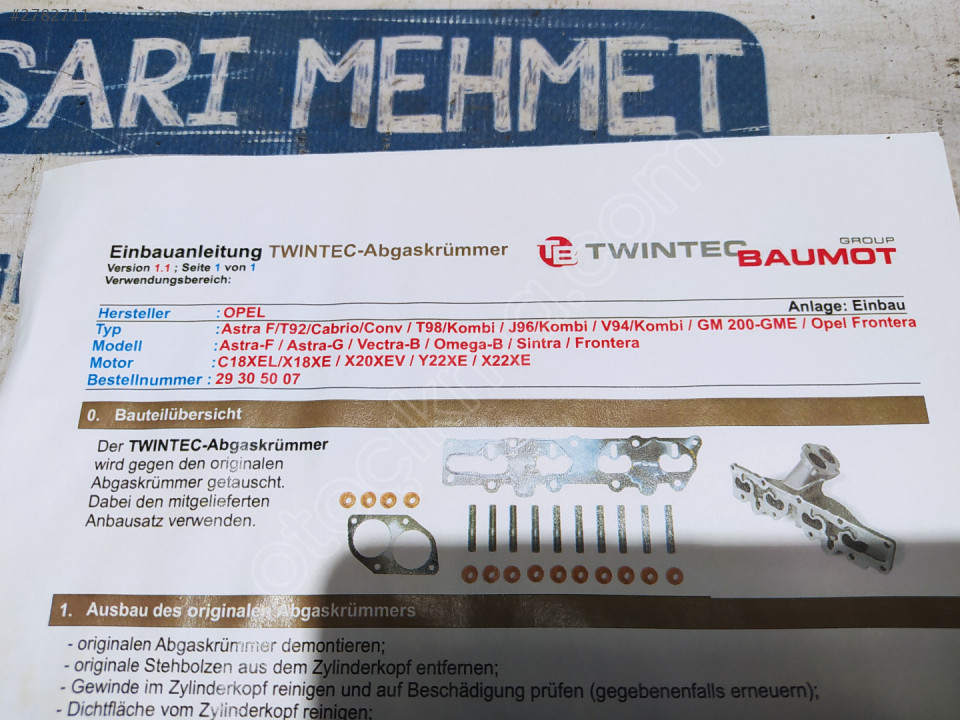 #2782711
SARI MEHMET
Einbauanleitung TWINTEC-Abgaskrümmer
Version 1.1 ; Seite 1 von 1
Verwendungsbereich:
TB TWINTEC BAUMOT GROUP
Anlage: Einbau
Hersteller : OPEL
Typ : Astra F/T92/Cabrio/Conv / T98/Kombi / J96/Kombi / V94/Kombi / GM 200-GME / Opel Frontera
Modell : Astra-F / Astra-G / Vectra-B / Omega-B / Sintra / Frontera
Motor : C18XEL/X18XE / X20XEV / Y22XE / X22XE
Bestellnummer : 29 30 50 07
0. Bauteilübersicht
Der TWINTEC-Abgaskrümmer
wird gegen den originalen
Abgaskrümmer getauscht.
Dabei den mitgelieferten
Anbausatz verwenden.
1. Ausbau des originalen Abgaskrümmers
- originalen Abgaskrümmer demontieren;
- originale Stehbolzen aus dem Zylinderkopf entfernen;
- Gewinde im Zylinderkopf reinigen und auf Beschädigung prüfen (gegebenenfalls erneuern);
- Dichtfläche vom Zylinderkopf reinigen;